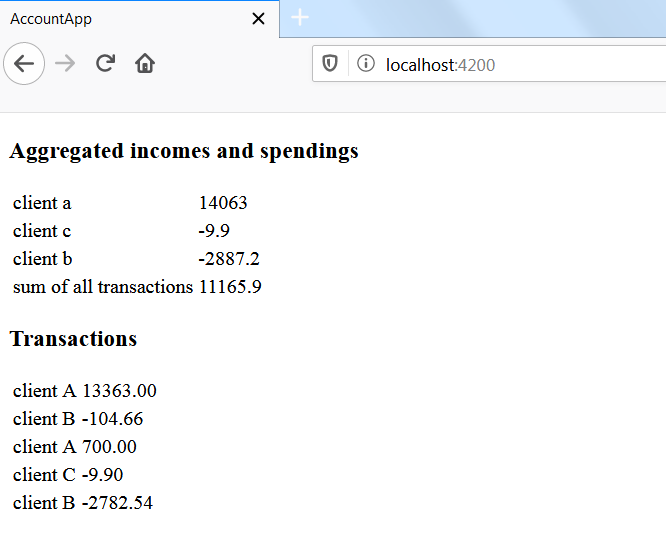 AccountApp
localhost:4200
Aggregated incomes and spendings
client a 14063
client c -9.9
client b -2887.2
sum of all transactions 11165.9
Transactions
client A 13363.00
client B -104.66
client A 700.00
client C -9.90
client B -2782.54